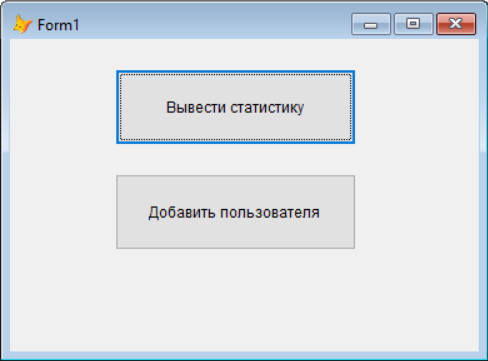 Form1
Вывести статистику
Добавить пользователя